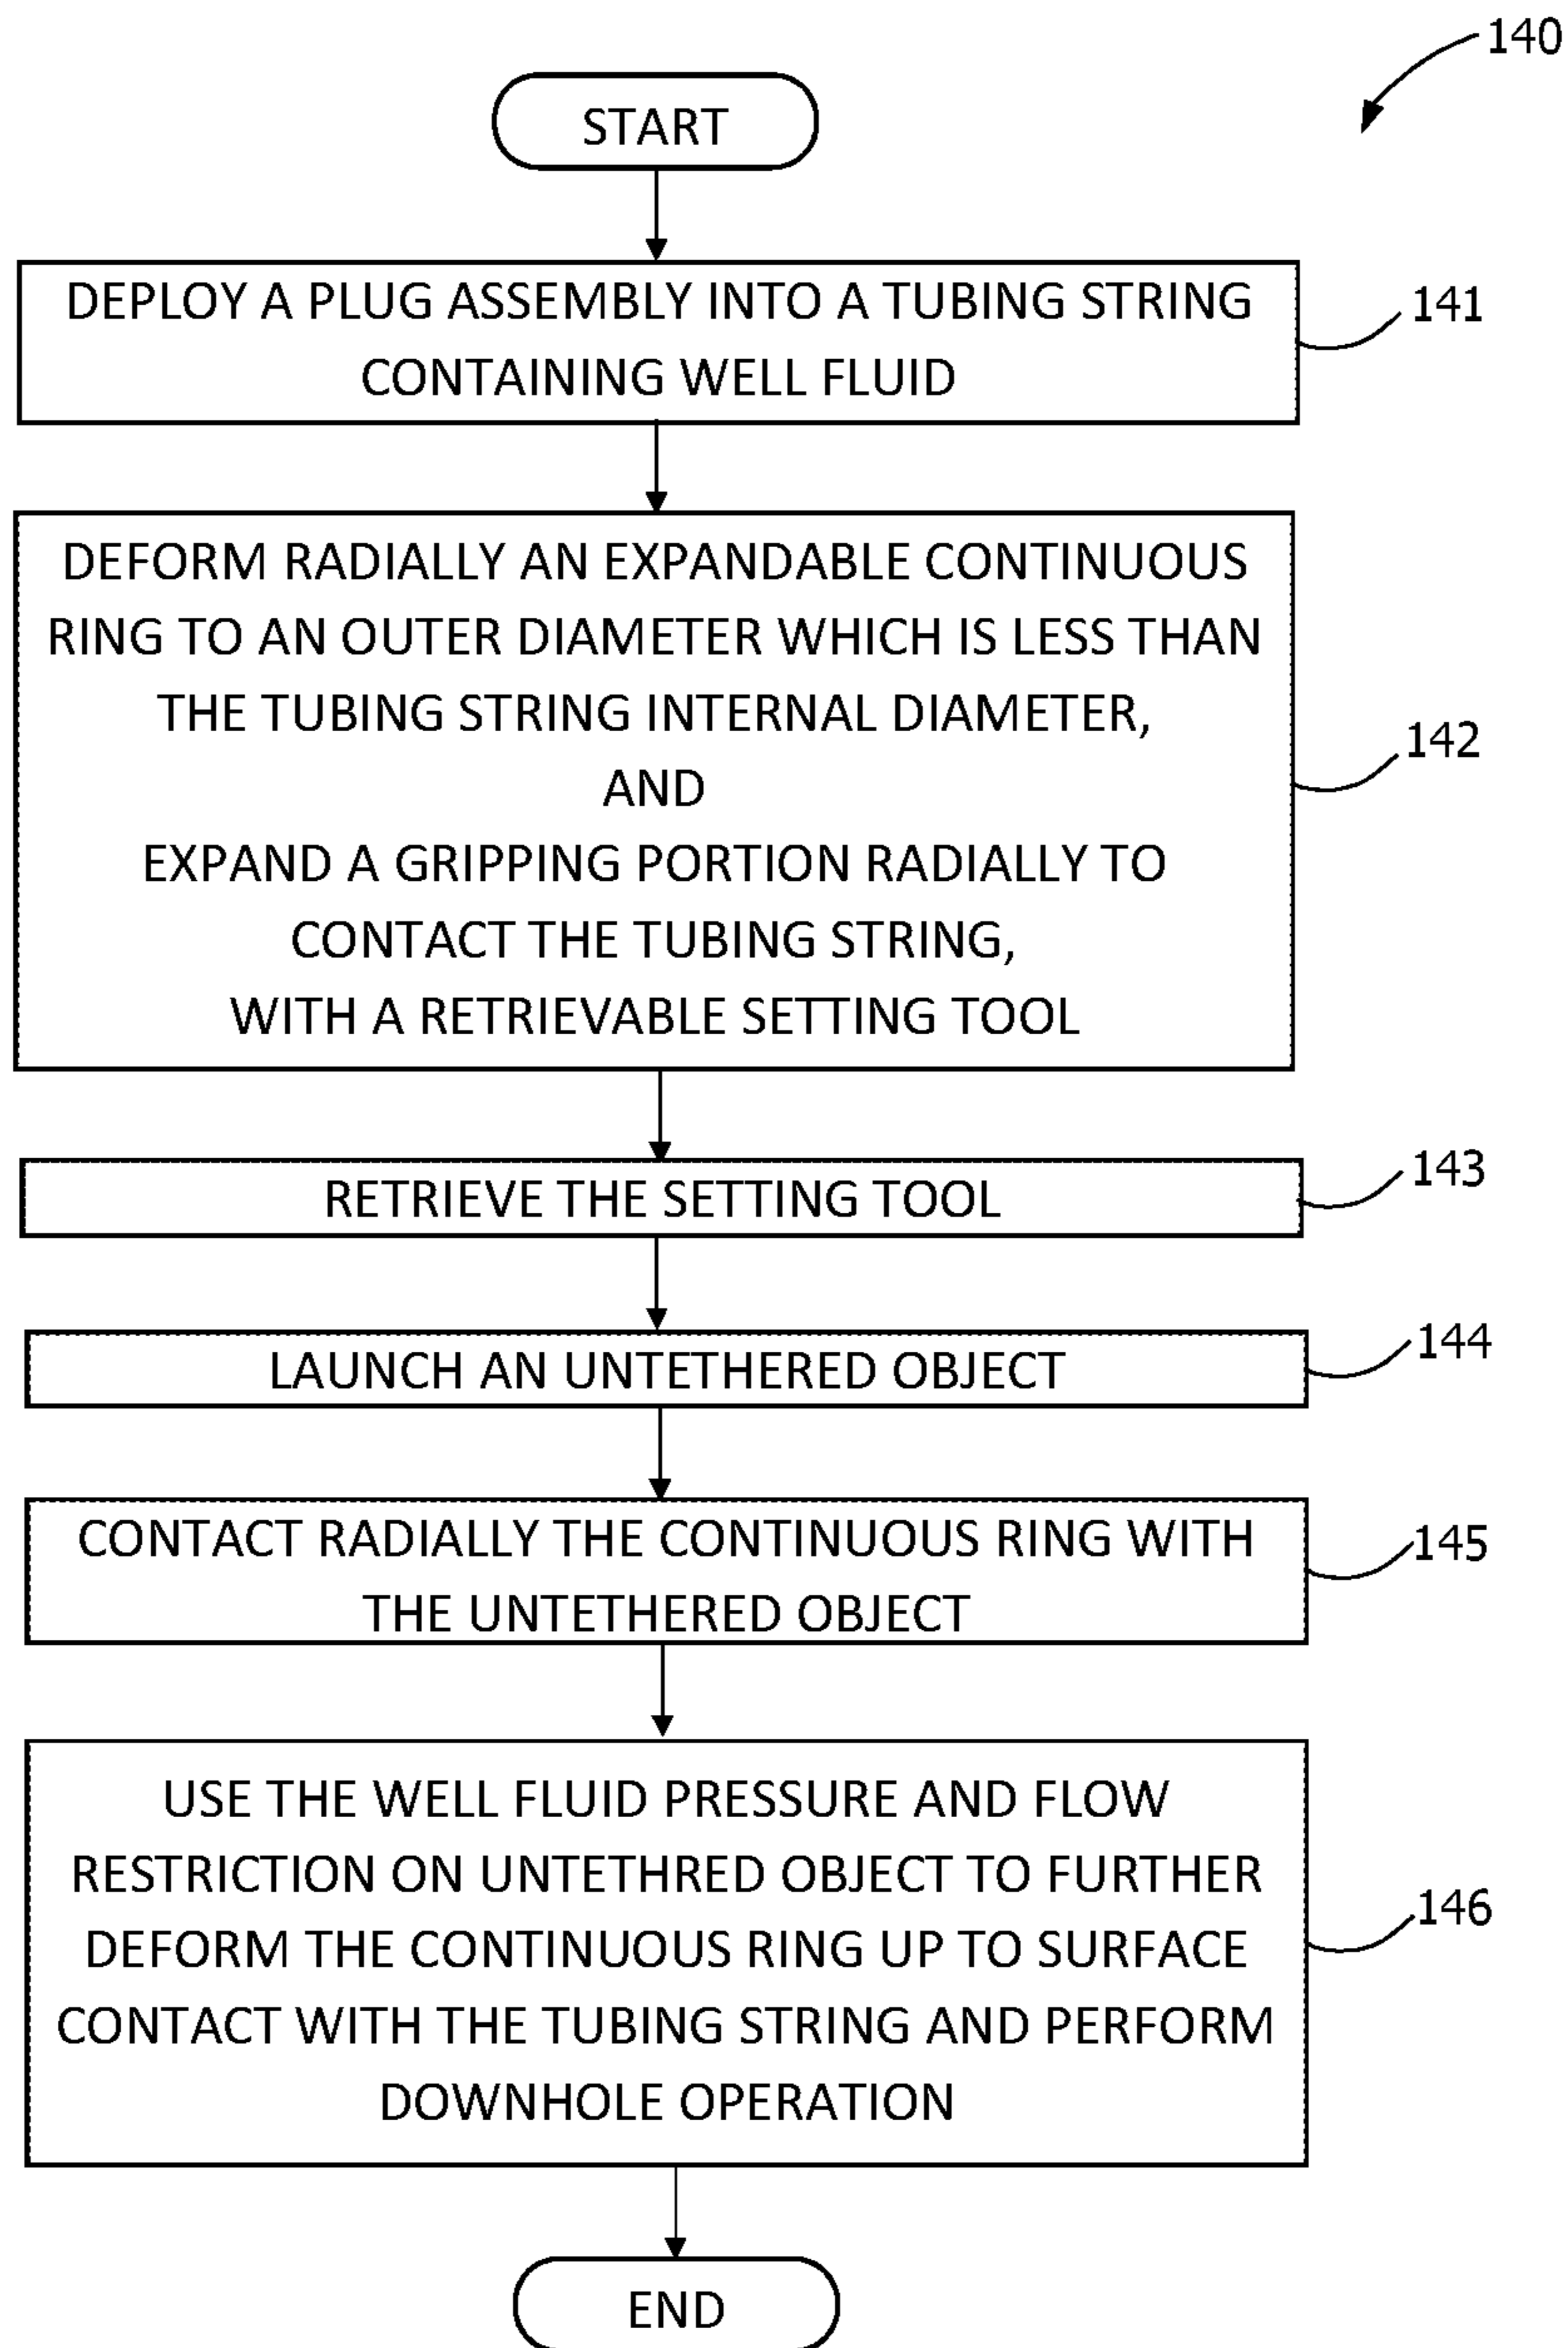 140
START
DEPLOY A PLUG ASSEMBLY INTO A TUBING STRING
CONTAINING WELL FLUID
141
DEFORM RADIALLY AN EXPANDABLE CONTINUOUS
RING TO AN OUTER DIAMETER WHICH IS LESS THAN
THE TUBING STRING INTERNAL DIAMETER,
AND
EXPAND A GRIPPING PORTION RADIALLY TO
CONTACT THE TUBING STRING,
WITH A RETRIEVABLE SETTING TOOL
142
RETRIEVE THE SETTING TOOL
143
LAUNCH AN UNTETHERED OBJECT
144
CONTACT RADIALLY THE CONTINUOUS RING WITH
THE UNTETHERED OBJECT
145
USE THE WELL FLUID PRESSURE AND FLOW
RESTRICTION ON UNTETHRED OBJECT TO FURTHER
DEFORM THE CONTINUOUS RING UP TO SURFACE
CONTACT WITH THE TUBING STRING AND PERFORM
DOWNHOLE OPERATION
146
END